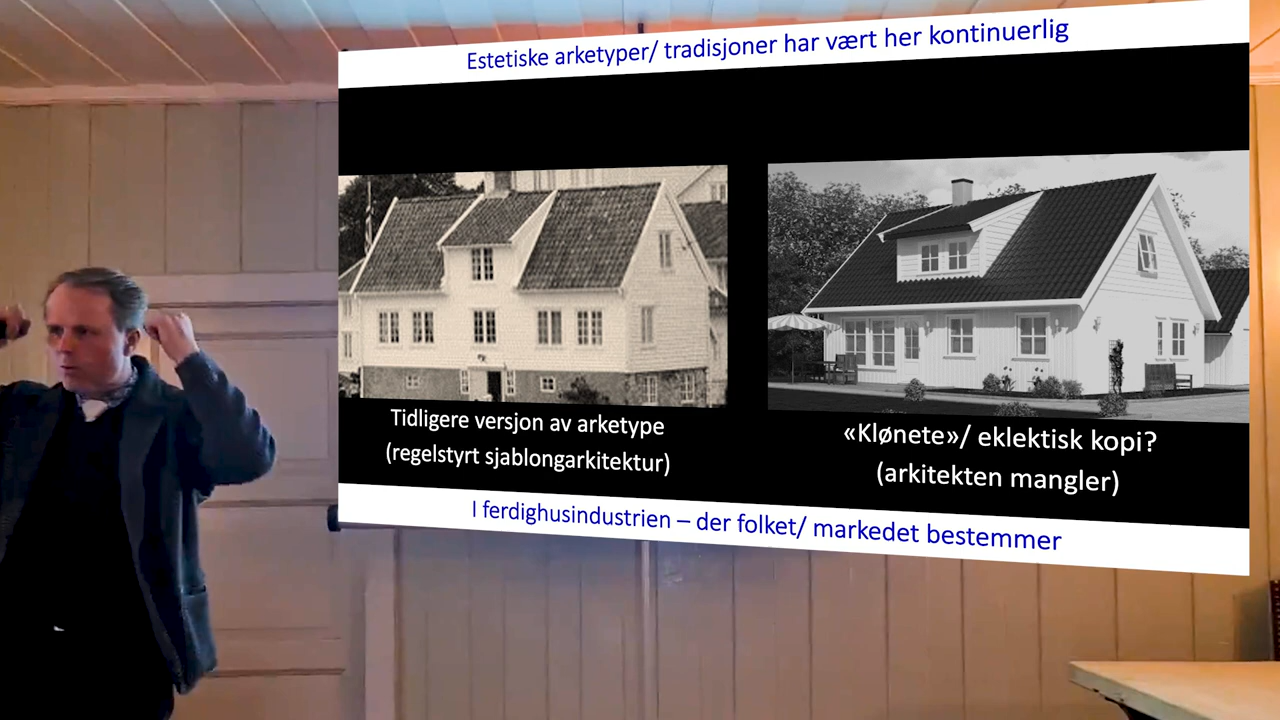 Estetiske arketyper/ tradisjoner har vært her kontinuerlig
Tidligere versjon av arketype
(regelstyrt sjablongarkitektur)
«Klønete»/ eklektisk kopi?
(arkitekten mangler)
I ferdighusindustrien – der folket/ markedet bestemmer